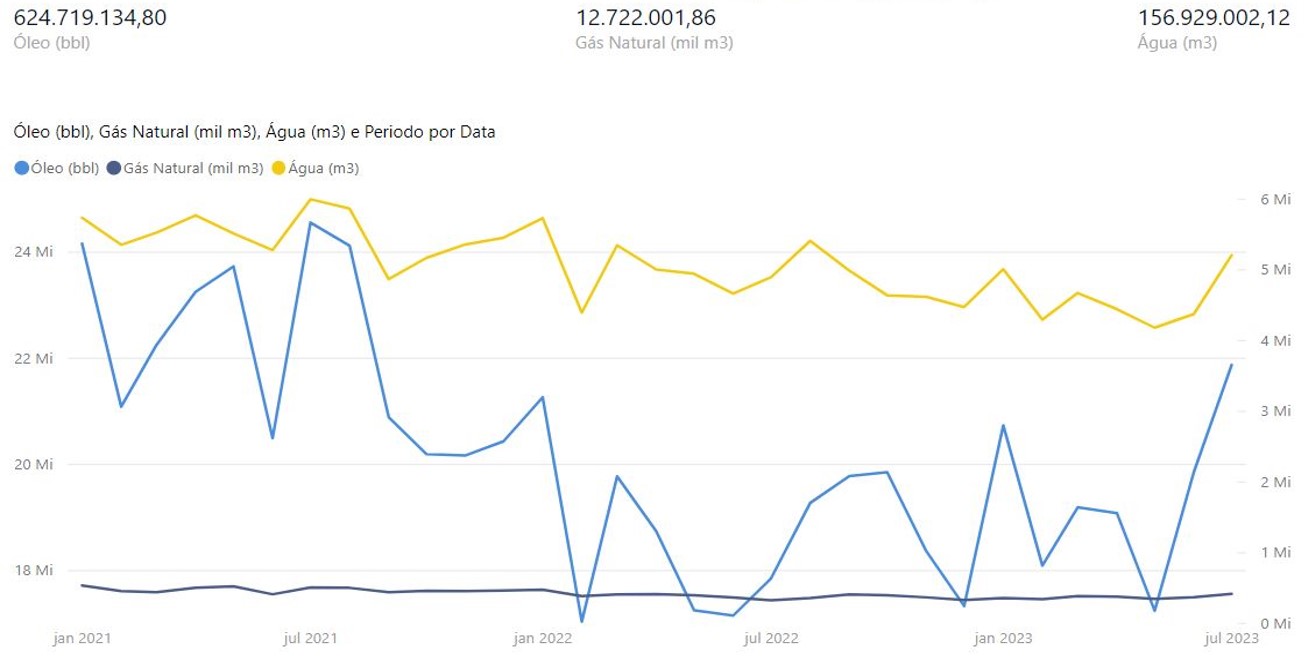 624.719.134,80 12.722.001,86 156.929.002,12
Óleo (bbl) Gás Natural (mil m3) Água (m3)
Óleo (bbl), Gás Natural (mil m3), Água (m3) e Periodo por Data
Óleo (bbl) Gás Natural (mil m3) Água (m3)
6 Mi
24 Mi
5 Mi
22 Mi
4 Mi
3 Mi
20 Mi
2 Mi
1 Mi
18 Mi
0 Mi
jan 2021 jul 2021 jan 2022 jul 2022 jan 2023 jul 2023